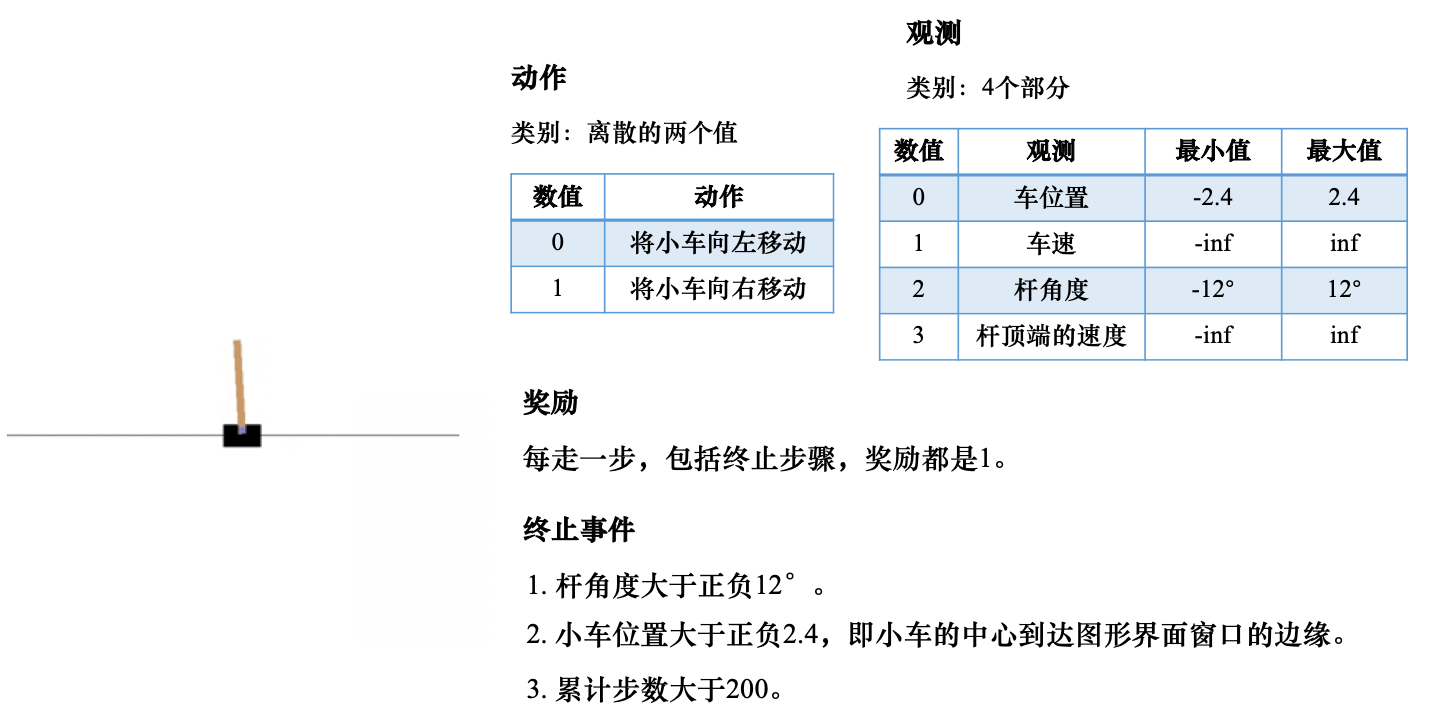 动作
类别：离散的两个值
数值 动作
0 将小车向左移动
1 将小车向右移动
观测
类别：4个部分
数值 观测 最小值 最大值
0 车位置 -2.4 2.4
1 车速 -inf inf
2 杆角度 -12° 12°
3 杆顶端的速度 -inf inf
奖励
每走一步，包括终止步骤，奖励都是1。
终止事件
1. 杆角度大于正负12°。
2. 小车位置大于正负2.4，即小车的中心到达图形界面窗口的边缘。
3. 累计步数大于200。